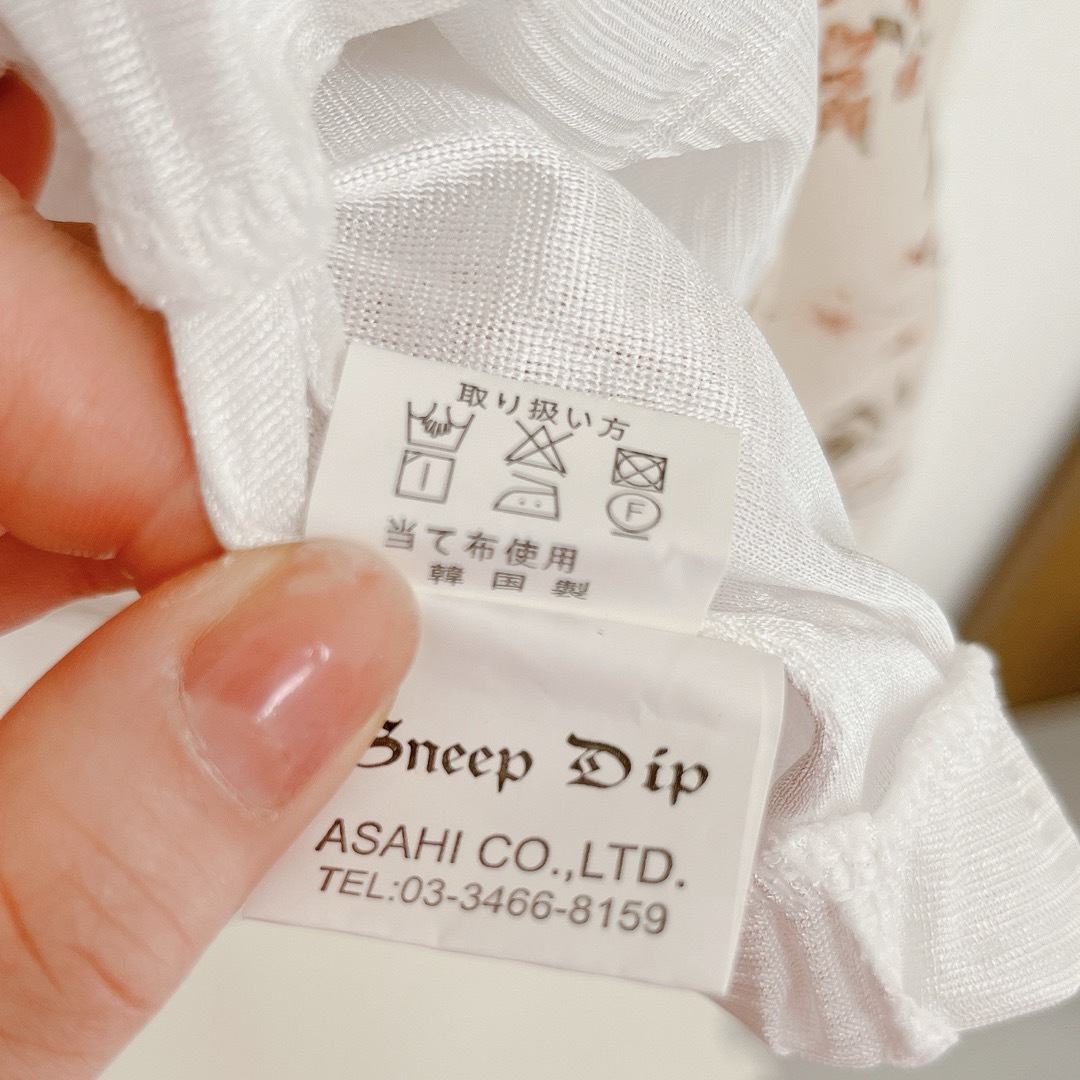 取り扱い方
F
当て布使用
韓国製
Sneep Dip
ASAHI CO.,LTD.
TEL:03-3466-8159